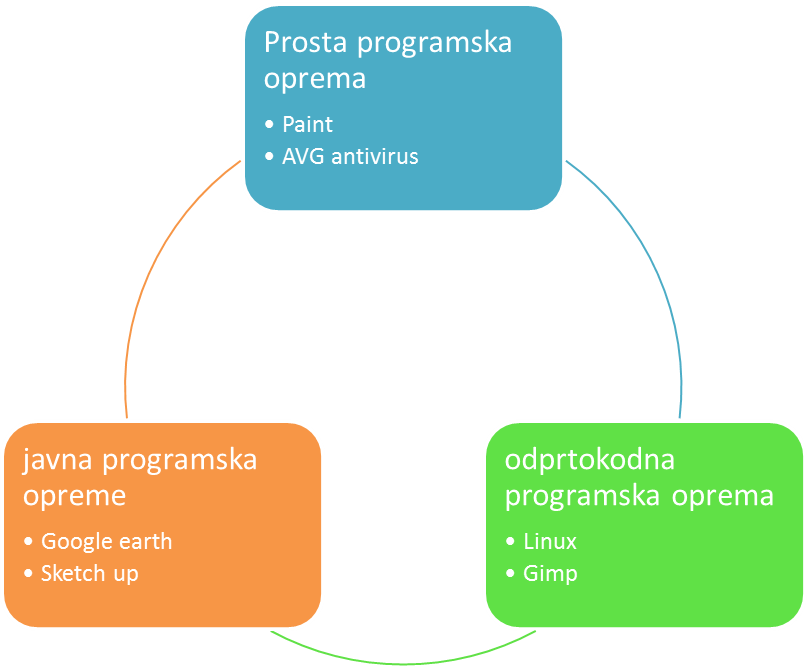 Prosta programska
oprema
• Paint
• AVG antivirus
javna programska
opreme
• Google earth
• Sketch up
odprtokodna
programska oprema
• Linux
• Gimp